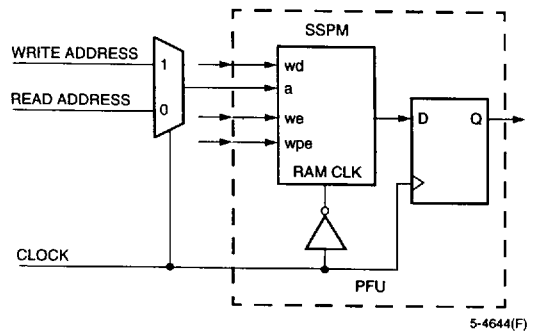 SSPM
WRITE ADDRESS
1
wd
READ ADDRESS
0
a
we
wpe
D Q
RAM CLK
CLOCK
PFU
5-4644(F)